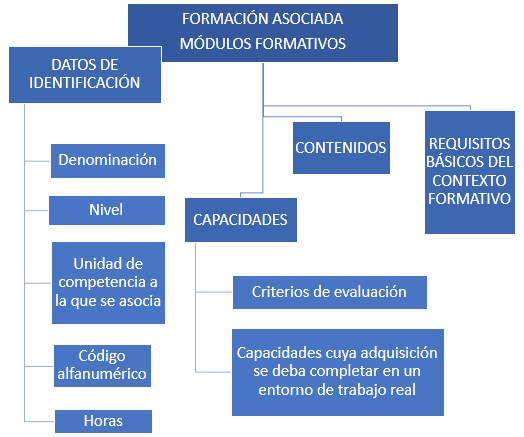 FORMACIÓN ASOCIADA
MÓDULOS FORMATIVOS
DATOS DE
IDENTIFICACIÓN
Denominación
Nivel
Unidad de
competencia a
la que se asocia
Código
alfanumérico
Horas
CAPACIDADES
Criterios de evaluación
Capacidades cuya adquisición
se deba completar en un
entorno de trabajo real
CONTENIDOS
REQUISITOS
BÁSICOS DEL
CONTEXTO
FORMATIVO